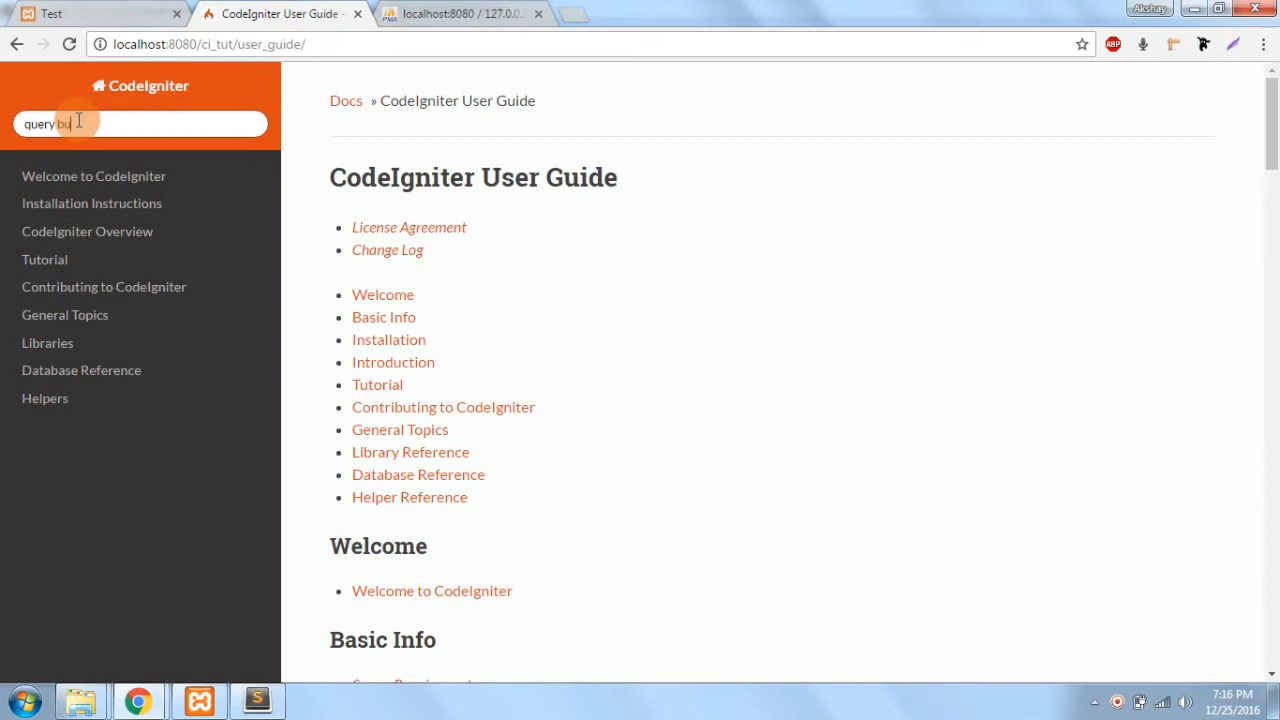 Test
CodeIgniter User Guide
localhost:8080 / 127.0.0.
Akshay
localhost:8080/ci_tut/user_guide/
ABP
CodeIgniter
query bu
Welcome to CodeIgniter
Installation Instructions
CodeIgniter Overview
Tutorial
Contributing to CodeIgniter
General Topics
Libraries
Database Reference
Helpers
Docs » CodeIgniter User Guide
CodeIgniter User Guide
License Agreement
Change Log
Welcome
Basic Info
Installation
Introduction
Tutorial
Contributing to CodeIgniter
General Topics
Library Reference
Database Reference
Helper Reference
Welcome
Welcome to CodeIgniter
Basic Info
7:16 PM
12/25/2016